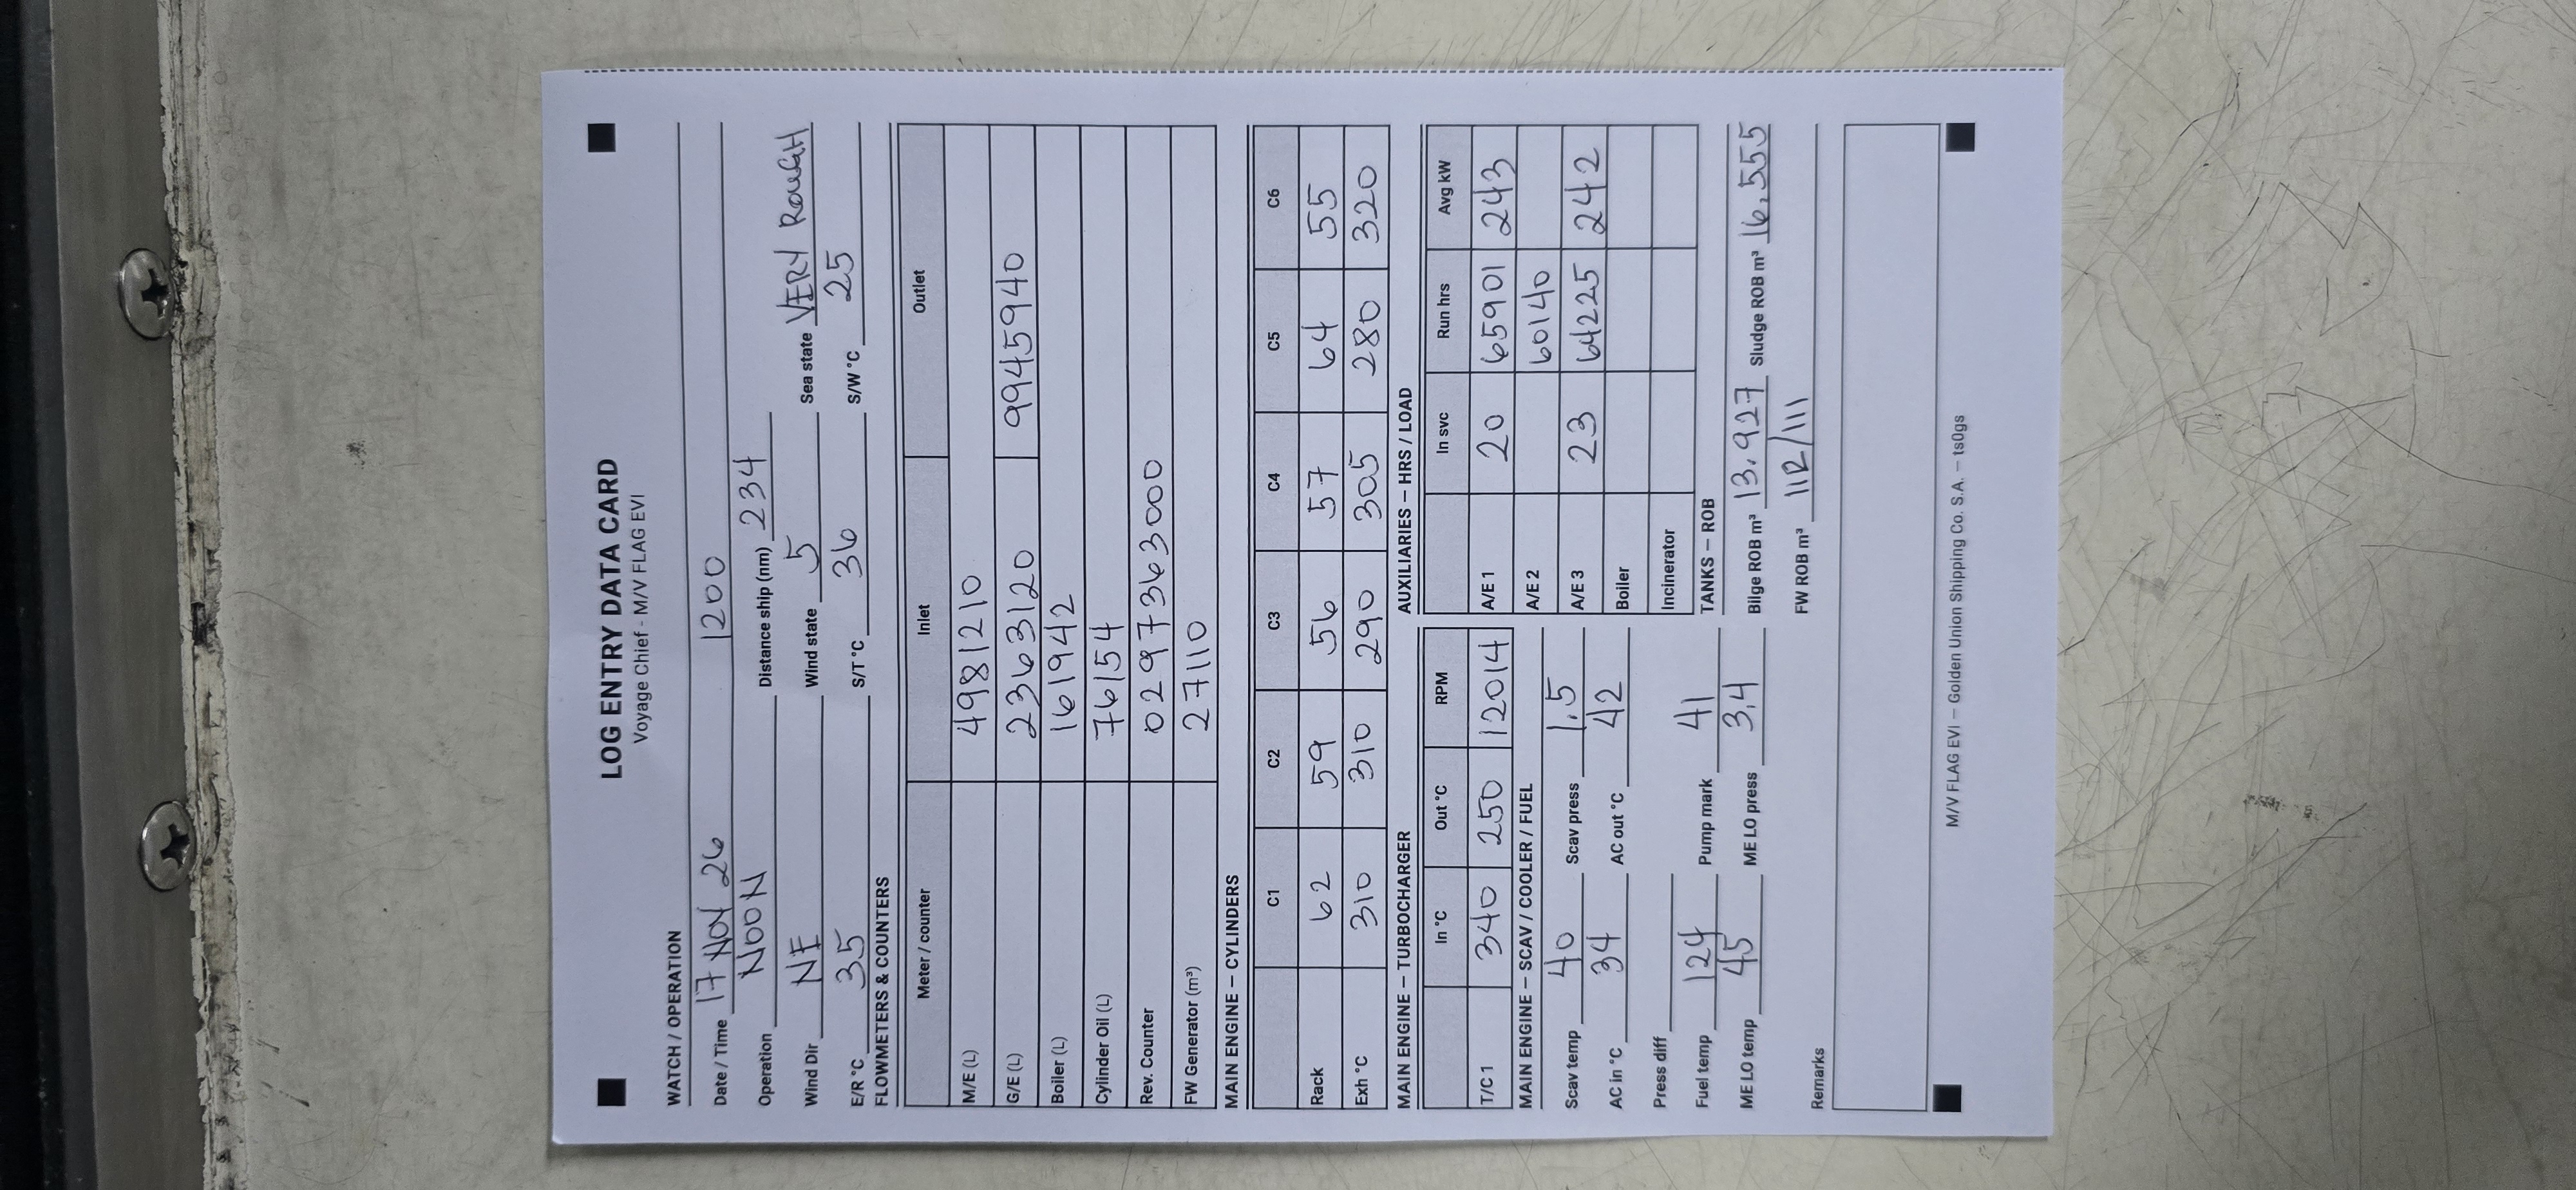 LOG ENTRY DATA CARD
Voyage Chief - M/V FLAG EVI
WATCH / OPERATION
Date / Time 17 NOV 26 1200
Operation NOON Distance ship (nm) 234
Wind Dir NE Wind state 5 Sea state VERY ROUGH
E/R °C 35 S/T °C 36 S/W °C 25
FLOWMETERS & COUNTERS
Meter / counter Inlet Outlet
M/E (L) 4981210
G/E (L) 2363120 9945940
Boiler (L) 161942
Cylinder Oil (L) 76154
Rev. Counter 0297363000
FW Generator (m³) 27110
MAIN ENGINE — CYLINDERS
C1 C2 C3 C4 C5 C6
Rack 62 59 56 57 64 55
Exh °C 310 310 290 305 280 320
MAIN ENGINE — TURBOCHARGER
In °C Out °C RPM
T/C 1 340 250 12014
MAIN ENGINE — SCAV / COOLER / FUEL
Scav temp 40 Scav press 1.5
AC in °C 34 AC out °C 42
Press diff
Fuel temp 124 Pump mark 41
ME LO temp 45 ME LO press 3,4
AUXILIARIES — HRS / LOAD
In svc Run hrs Avg kW
A/E 1 20 65901 243
A/E 2 60140
A/E 3 23 64225 242
Boiler
Incinerator
TANKS — ROB
Bilge ROB m³ 13.927 Sludge ROB m³ 16.555
FW ROB m³ 112/111
Remarks
M/V FLAG EVI — Golden Union Shipping Co. S.A. — ts0gs